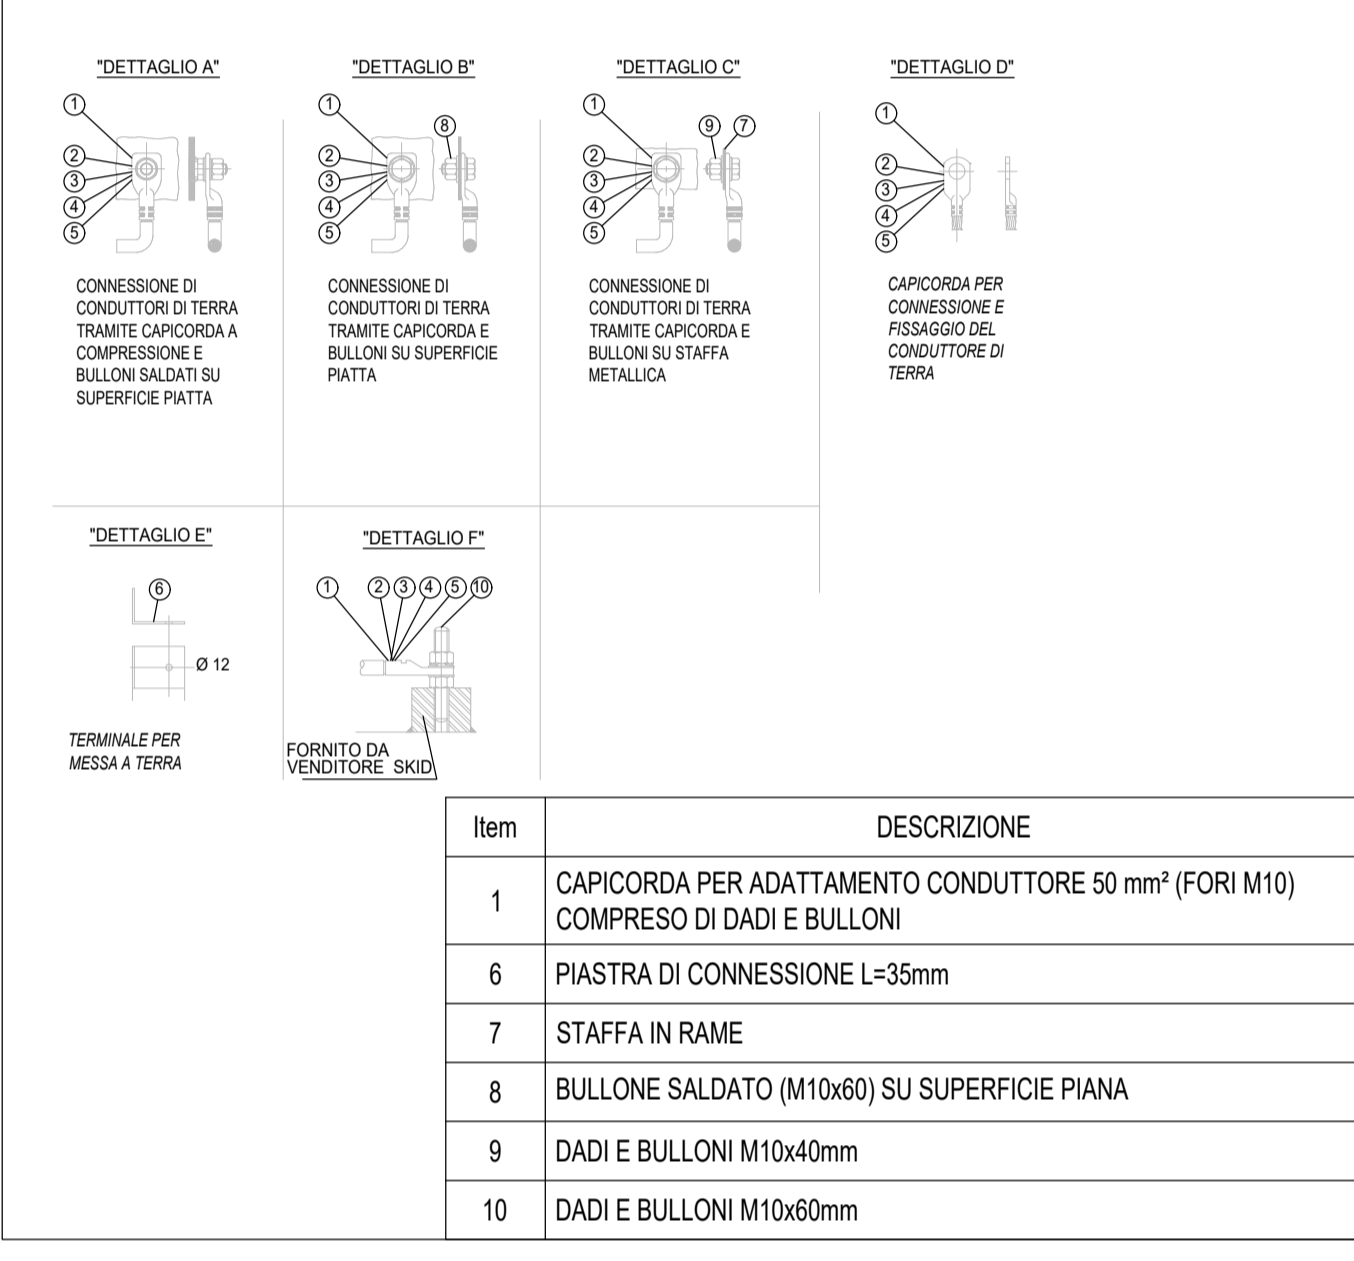 "DETTAGLIO A"
1
2
3
4
5
CONNESSIONE DI
CONDUTTORI DI TERRA
TRAMITE CAPICORDA A
COMPRESSIONE E
BULLONI SALDATI SU
SUPERFICIE PIATTA
"DETTAGLIO B"
1
8
2
3
4
5
CONNESSIONE DI
CONDUTTORI DI TERRA
TRAMITE CAPICORDA E
BULLONI SU SUPERFICIE
PIATTA
"DETTAGLIO C"
1
9 7
2
3
4
5
CONNESSIONE DI
CONDUTTORI DI TERRA
TRAMITE CAPICORDA E
BULLONI SU STAFFA
METALLICA
"DETTAGLIO D"
1
2
3
4
5
CAPICORDA PER
CONNESSIONE E
FISSAGGIO DEL
CONDUTTORE DI
TERRA
"DETTAGLIO E"
6
Ø 12
TERMINALE PER
MESSA A TERRA
"DETTAGLIO F"
1 2 3 4 5 10
FORNITO DA
VENDITORE SKID
Item DESCRIZIONE
1 CAPICORDA PER ADATTAMENTO CONDUTTORE 50 mm² (FORI M10)
COMPRESO DI DADI E BULLONI
6 PIASTRA DI CONNESSIONE L=35mm
7 STAFFA IN RAME
8 BULLONE SALDATO (M10x60) SU SUPERFICIE PIANA
9 DADI E BULLONI M10x40mm
10 DADI E BULLONI M10x60mm